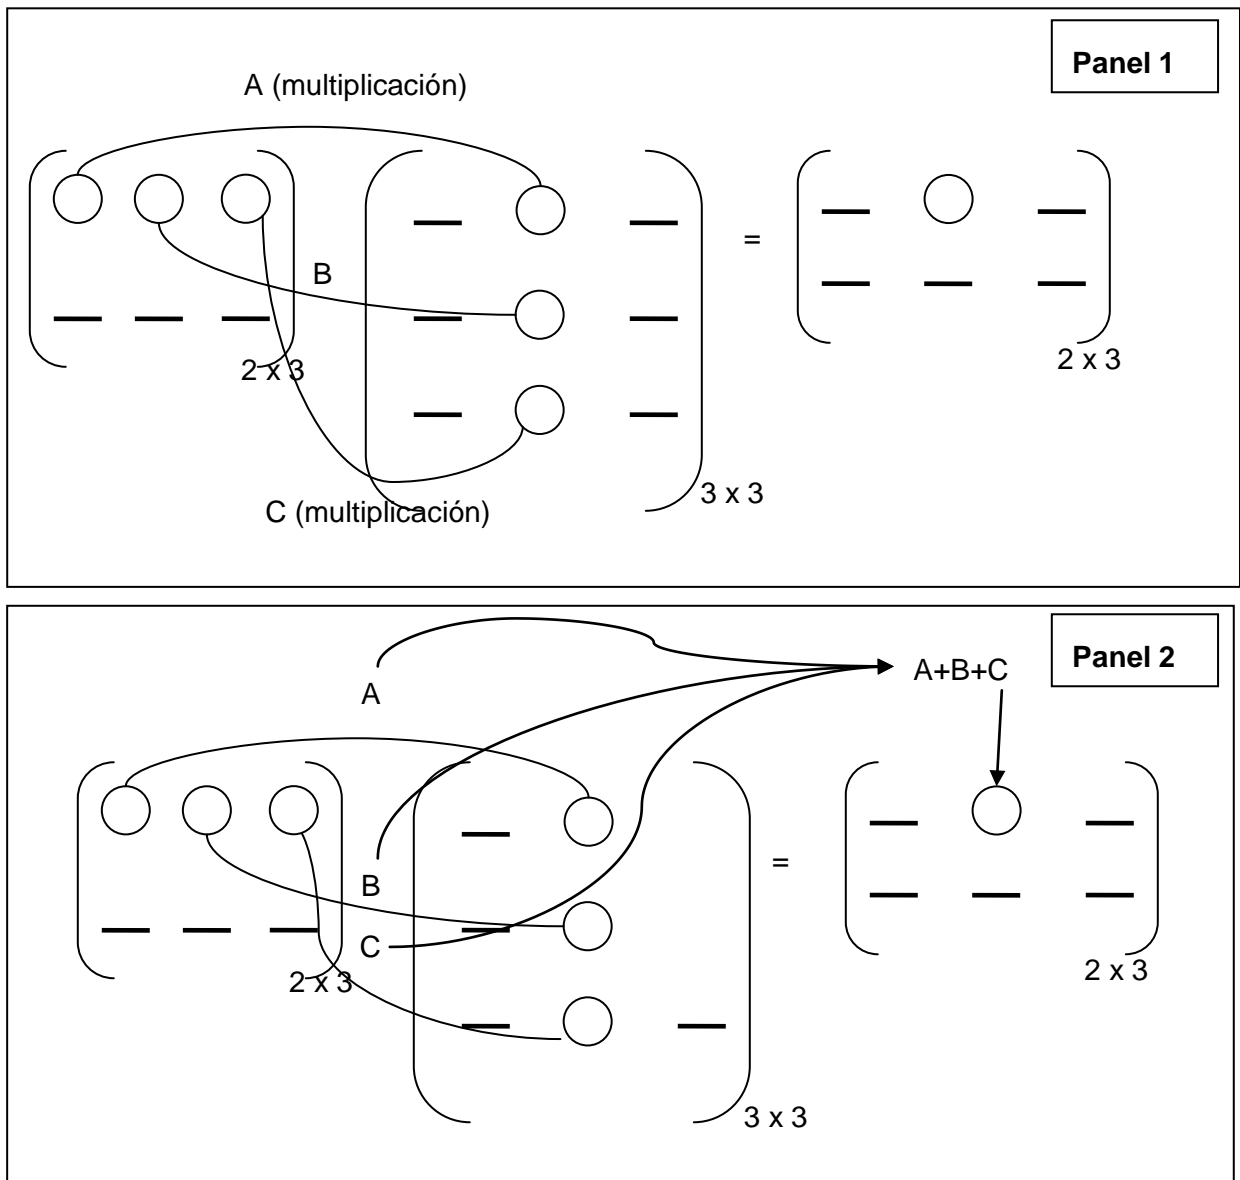 Panel 1
A (multiplicación)
=
B
2 x 3
2 x 3
3 x 3
C (multiplicación)
Panel 2
A+B+C
A
=
B
C
2 x 3
2 x 3
3 x 3